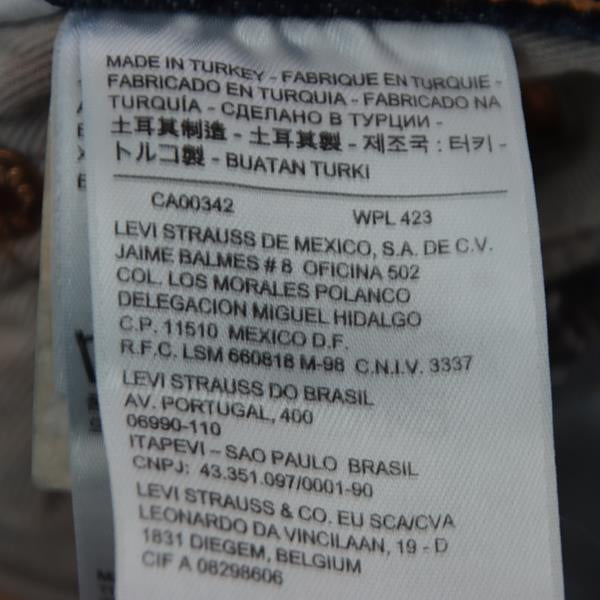 MADE IN TURKEY - FABRIQUE EN TURQUIE -
FABRICADO EN TURQUIA - FABRICADO NA
TURQUÍA - СДЕЛАНО В ТУРЦИИ -
土耳其制造 - 土耳其製 - 제조국 : 터키 -
トルコ製 - BUATAN TURKI
CA00342 WPL 423
LEVI STRAUSS DE MEXICO, S.A. DE C.V.
JAIME BALMES # 8 OFICINA 502
COL. LOS MORALES POLANCO
DELEGACION MIGUEL HIDALGO
C.P. 11510 MEXICO D.F.
R.F.C. LSM 660818 M-98 C.N.I.V. 3337
LEVI STRAUSS DO BRASIL
AV. PORTUGAL, 400
06990-110
ITAPEVI – SAO PAULO BRASIL
CNPJ: 43.351.097/0001-90
LEVI STRAUSS & CO. EU SCA/CVA
LEONARDO DA VINCILAAN, 19 - D
1831 DIEGEM, BELGIUM
CIF A 08298606